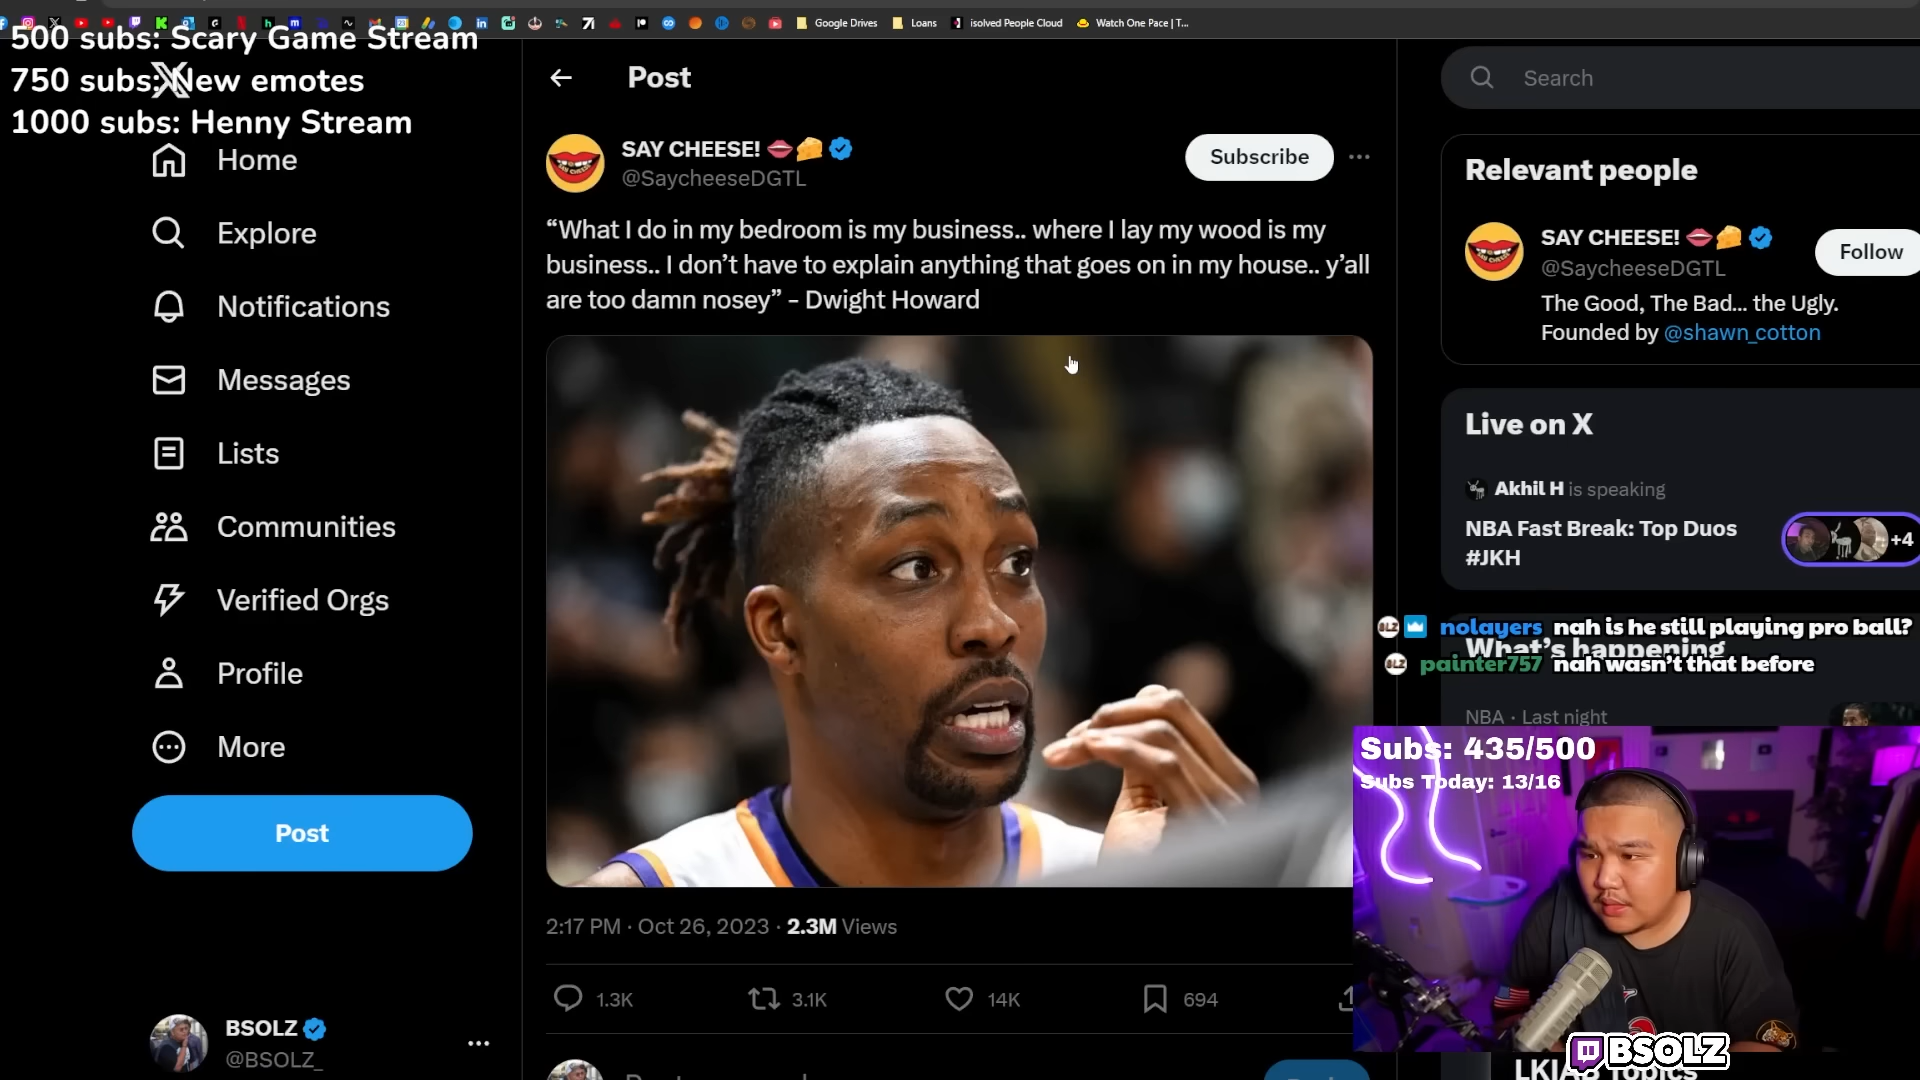 Google Drives
Loans
isolved People Cloud
Watch One Pace | T...
500 subs: Scary Game Stream
750 subs: New emotes
1000 subs: Henny Stream
Home
Explore
Notifications
Messages
Lists
Communities
Verified Orgs
Profile
More
Post
BSOLZ
@BSOLZ_
Post
SAY CHEESE! 👄🧀
@SaycheeseDGTL
Subscribe
“What I do in my bedroom is my business.. where I lay my wood is my
business.. I don’t have to explain anything that goes on in my house.. y’all
are too damn nosey” - Dwight Howard
2:17 PM · Oct 26, 2023 · 2.3M Views
1.3K
3.1K
14K
694
Search
Relevant people
SAY CHEESE! 👄🧀
@SaycheeseDGTL
Follow
The Good, The Bad... the Ugly.
Founded by @shawn_cotton
Live on X
Akhil H is speaking
NBA Fast Break: Top Duos
#JKH
+4
nolayers nah is he still playing pro ball?
What’s happening
painter757 nah wasn’t that before
NBA · Last night
Subs: 435/500
Subs Today: 13/16
BSOLZ